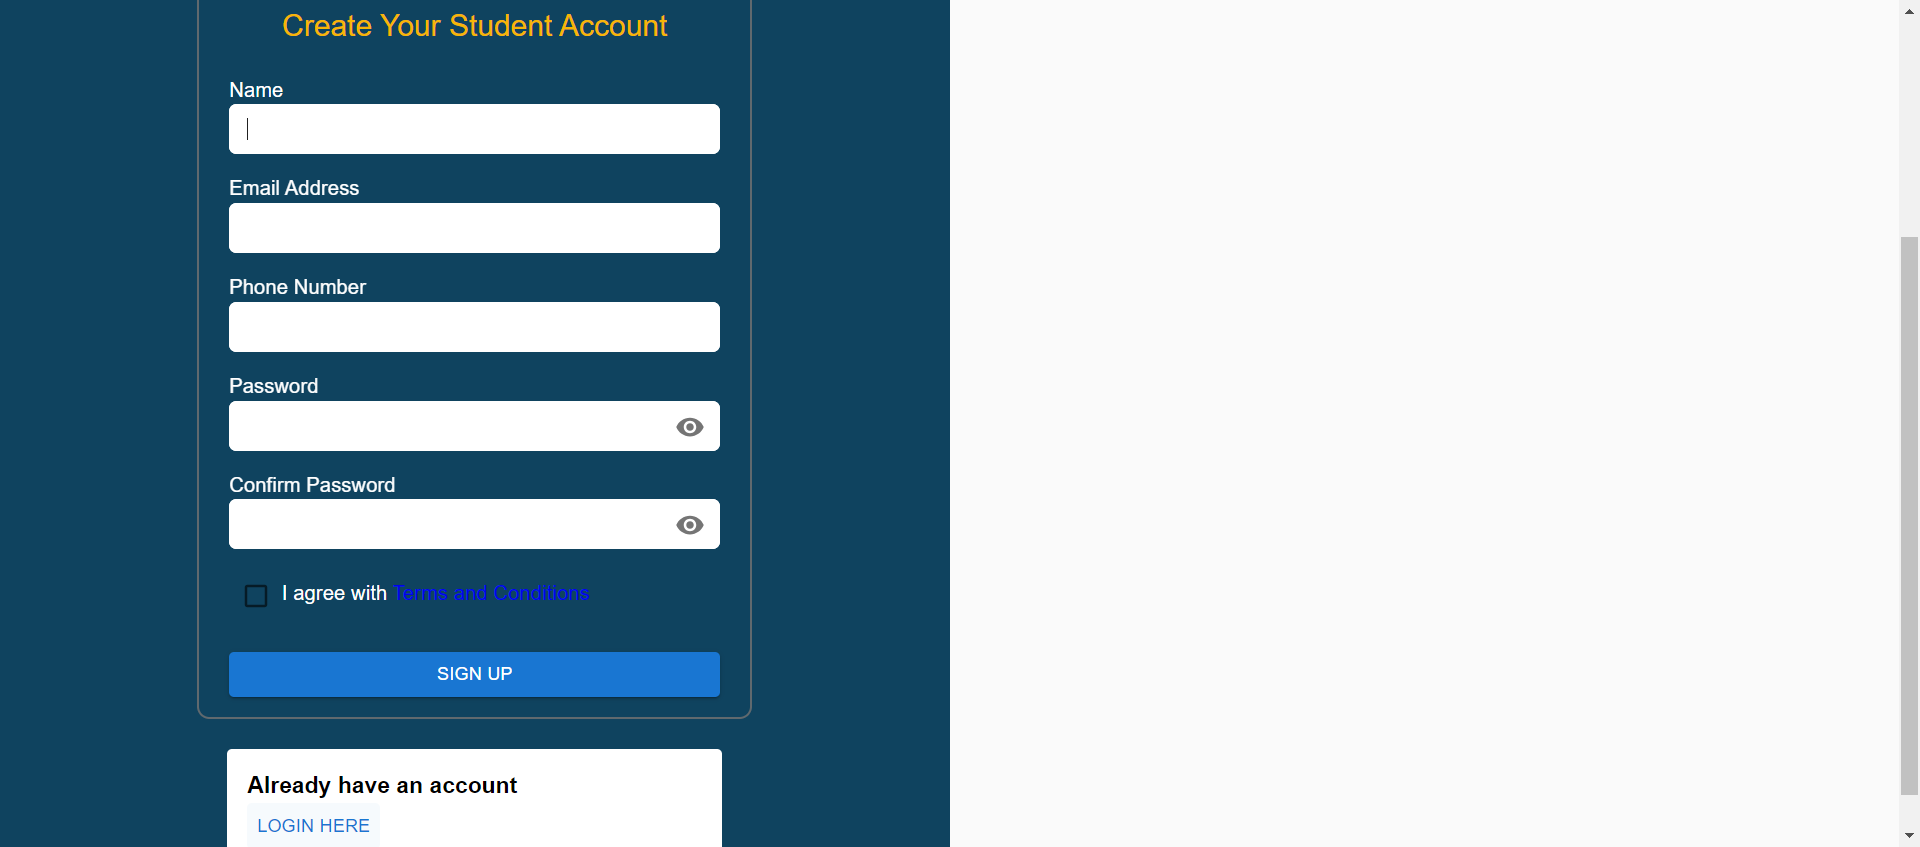 Create Your Student Account
Name
Email Address
Phone Number
Password
Confirm Password
I agree with Terms and Conditions
SIGN UP
Already have an account
LOGIN HERE